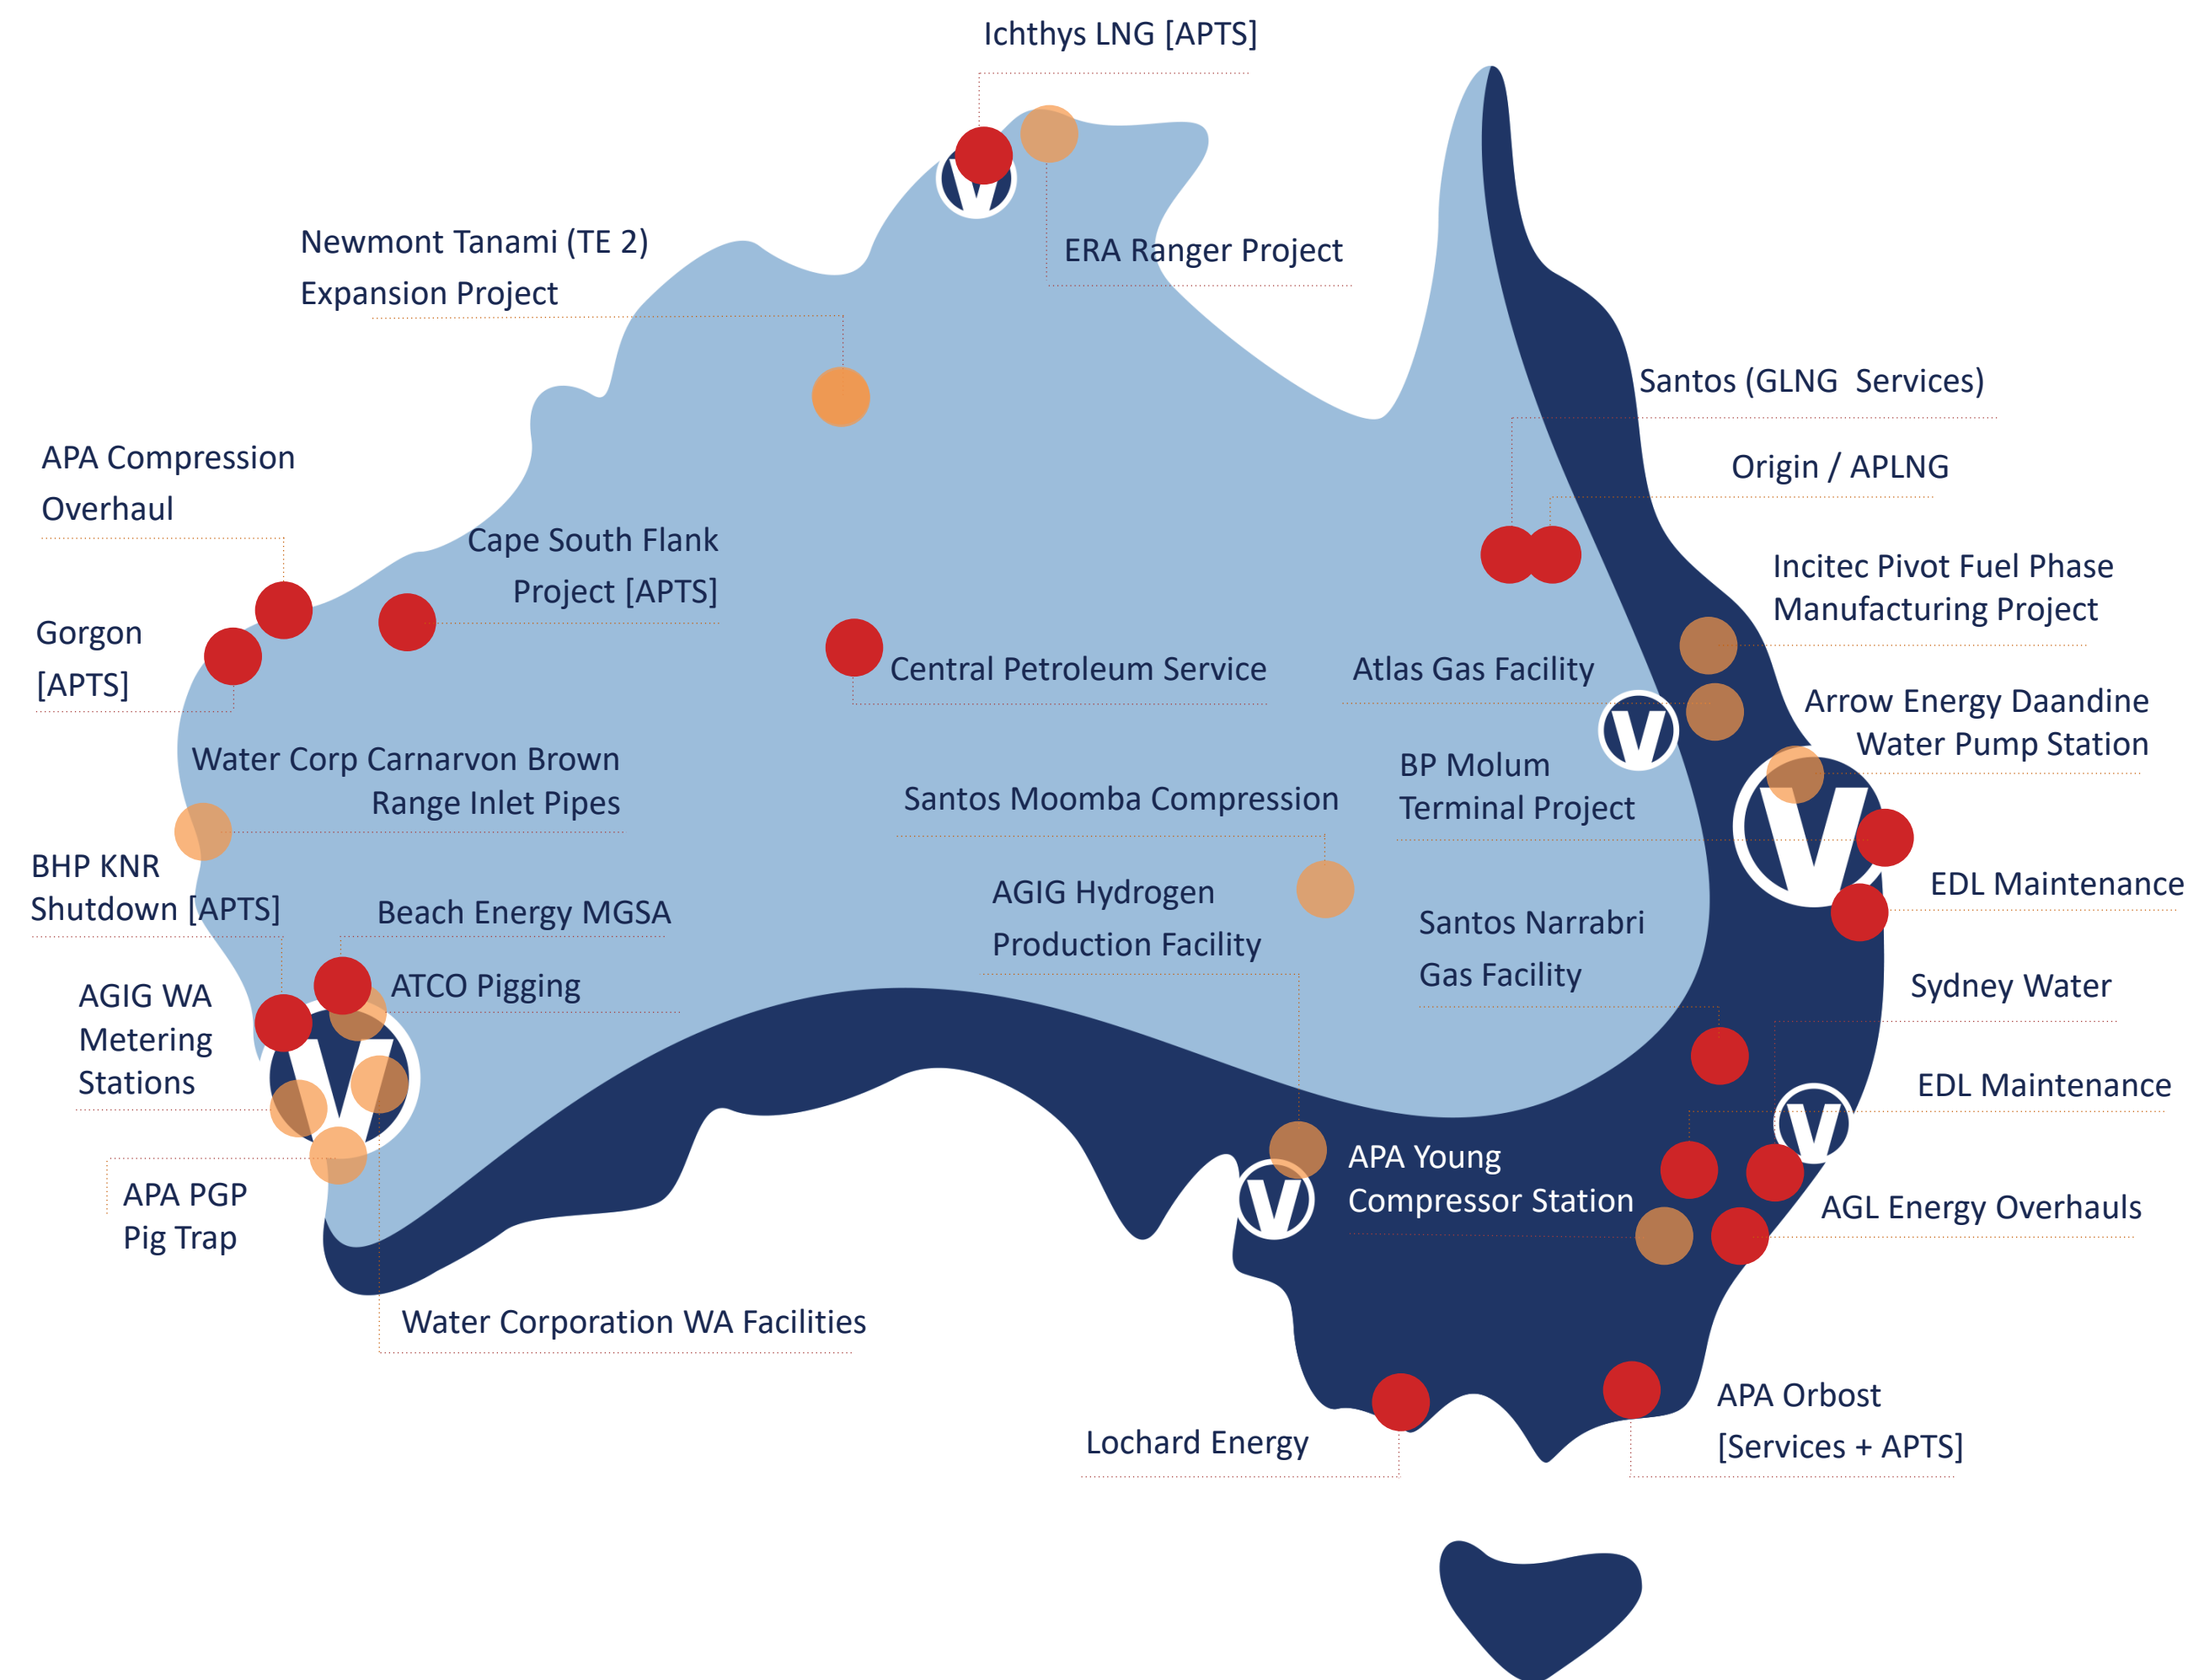 Ichthys LNG [APTS]
Newmont Tanami (TE 2)
Expansion Project
ERA Ranger Project
Santos (GLNG  Services)
Origin / APLNG
APA Compression
Overhaul
Cape South Flank
Project [APTS]
Incitec Pivot Fuel Phase
Manufacturing Project
Gorgon
[APTS]
Central Petroleum Service
Atlas Gas Facility
Arrow Energy Daandine
Water Pump Station
Water Corp Carnarvon Brown
Range Inlet Pipes
Santos Moomba Compression
BP Molum
Terminal Project
BHP KNR
Shutdown [APTS]
Beach Energy MGSA
AGIG Hydrogen
Production Facility
Santos Narrabri
Gas Facility
EDL Maintenance
ATCO Pigging
AGIG WA
Metering
Stations
Sydney Water
EDL Maintenance
APA Young
Compressor Station
APA PGP
Pig Trap
AGL Energy Overhauls
Water Corporation WA Facilities
Lochard Energy
APA Orbost
[Services + APTS]
V
V
V
V
V
V